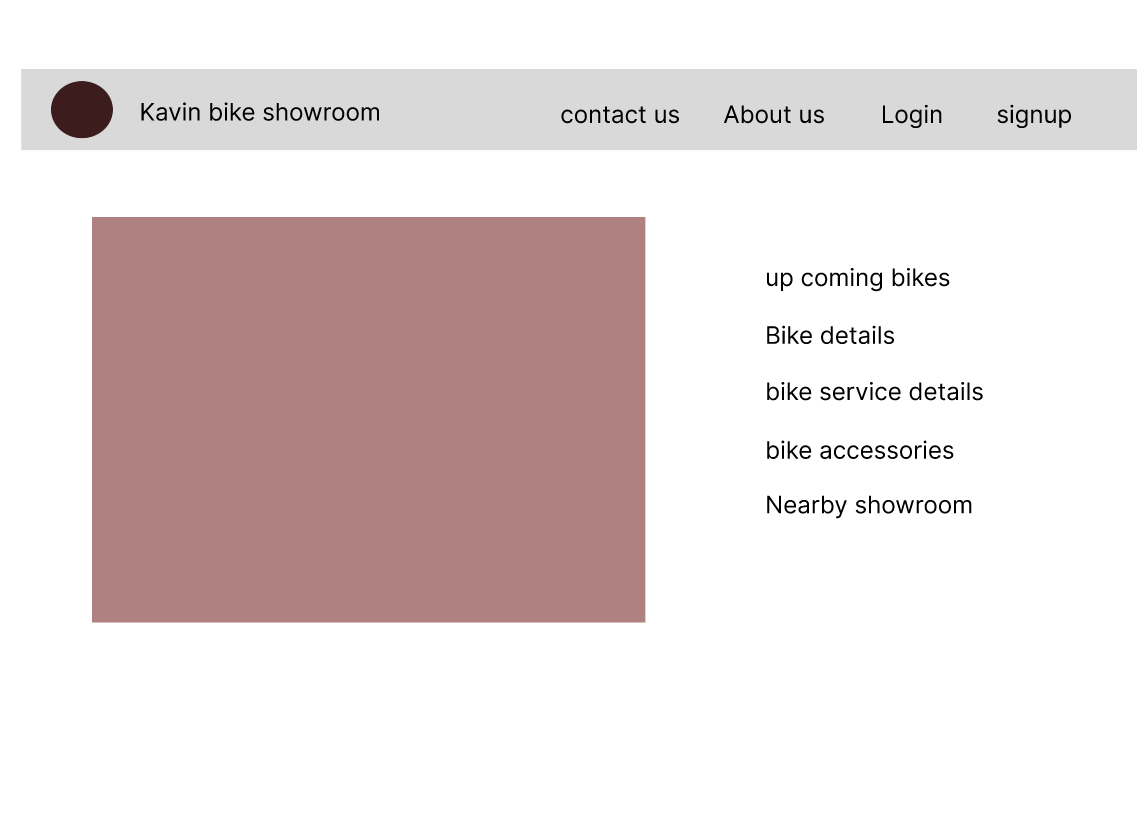 Kavin bike showroom
contact us
About us
Login
signup
up coming bikes
Bike details
bike service details
bike accessories
Nearby showroom